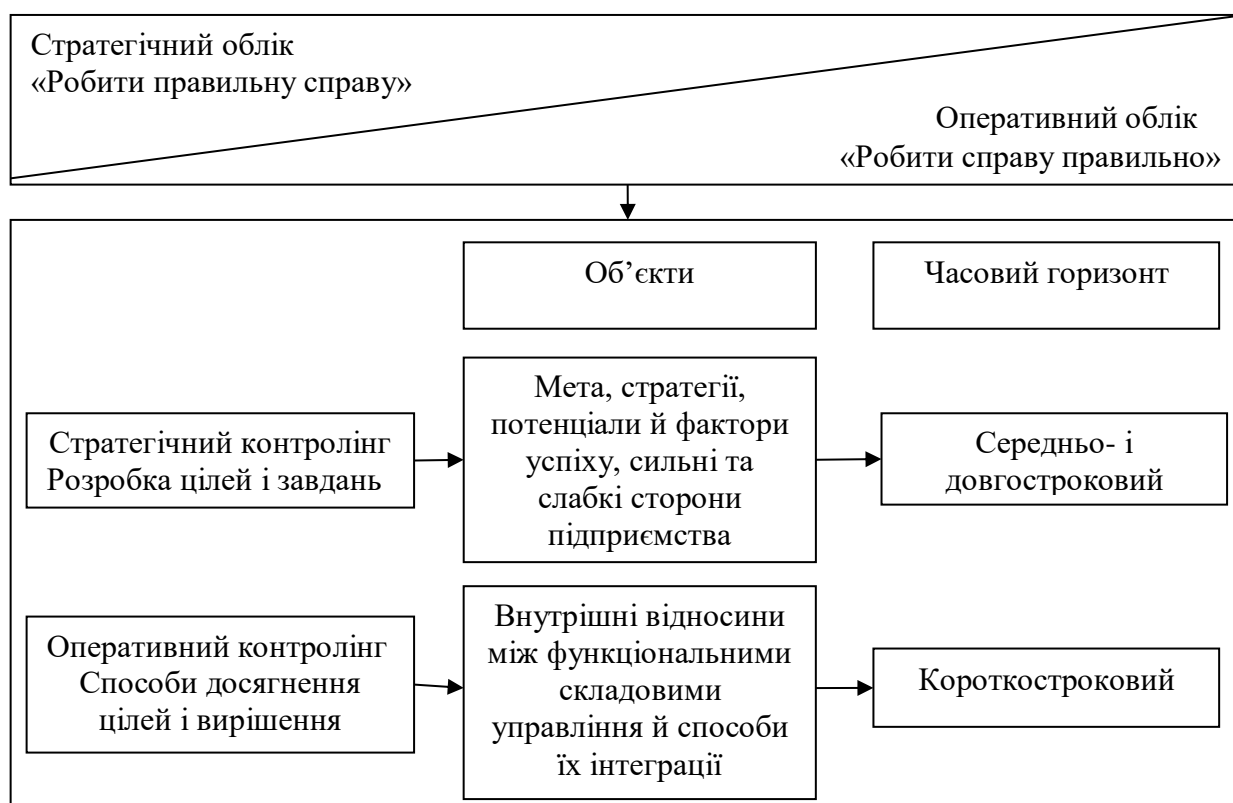 Стратегічний облік
«Робити правильну справу»
Оперативний облік
«Робити справу правильно»
Об’єкти
Часовий горизонт
Стратегічний контролінг
Розробка цілей і завдань
Мета, стратегії,
потенціали й фактори
успіху, сильні та
слабкі сторони
підприємства
Середньо- і
довгостроковий
Оперативний контролінг
Способи досягнення
цілей і вирішення
Внутрішні відносини
між функціональними
складовими
управління й способи
їх інтеграції
Короткостроковий